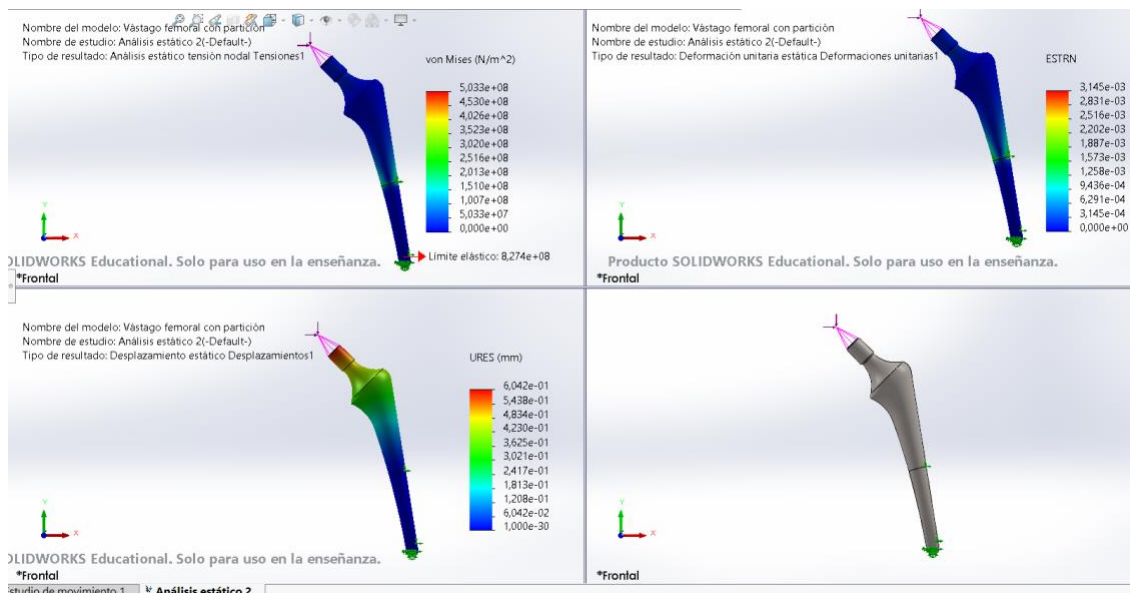 Nombre del modelo: Vástago femoral con partición
Nombre de estudio: Análisis estático 2(-Default-)
Tipo de resultado: Análisis estático tensión nodal Tensiones1
von Mises (N/m^2)
5,033e+08
4,530e+08
4,026e+08
3,523e+08
3,020e+08
2,516e+08
2,013e+08
1,510e+08
1,007e+08
5,033e+07
0,000e+00
Límite elástico: 8,274e+08
Y
X
OLIDWORKS Educational. Solo para uso en la enseñanza.
*Frontal
Nombre del modelo: Vástago femoral con partición
Nombre de estudio: Análisis estático 2(-Default-)
Tipo de resultado: Deformación unitaria estática Deformaciones unitarias1
ESTRN
3,145e-03
2,831e-03
2,516e-03
2,202e-03
1,887e-03
1,573e-03
1,258e-03
9,436e-04
6,291e-04
3,145e-04
0,000e+00
Y
X
Producto SOLIDWORKS Educational. Solo para uso en la enseñanza.
*Frontal
Nombre del modelo: Vástago femoral con partición
Nombre de estudio: Análisis estático 2(-Default-)
Tipo de resultado: Desplazamiento estático Desplazamientos1
URES (mm)
6,042e-01
5,438e-01
4,834e-01
4,230e-01
3,625e-01
3,021e-01
2,417e-01
1,813e-01
1,208e-01
6,042e-02
1,000e-30
Y
X
OLIDWORKS Educational. Solo para uso en la enseñanza.
*Frontal
Y
X
*Frontal
studio de movimiento 1
Análisis estático 2